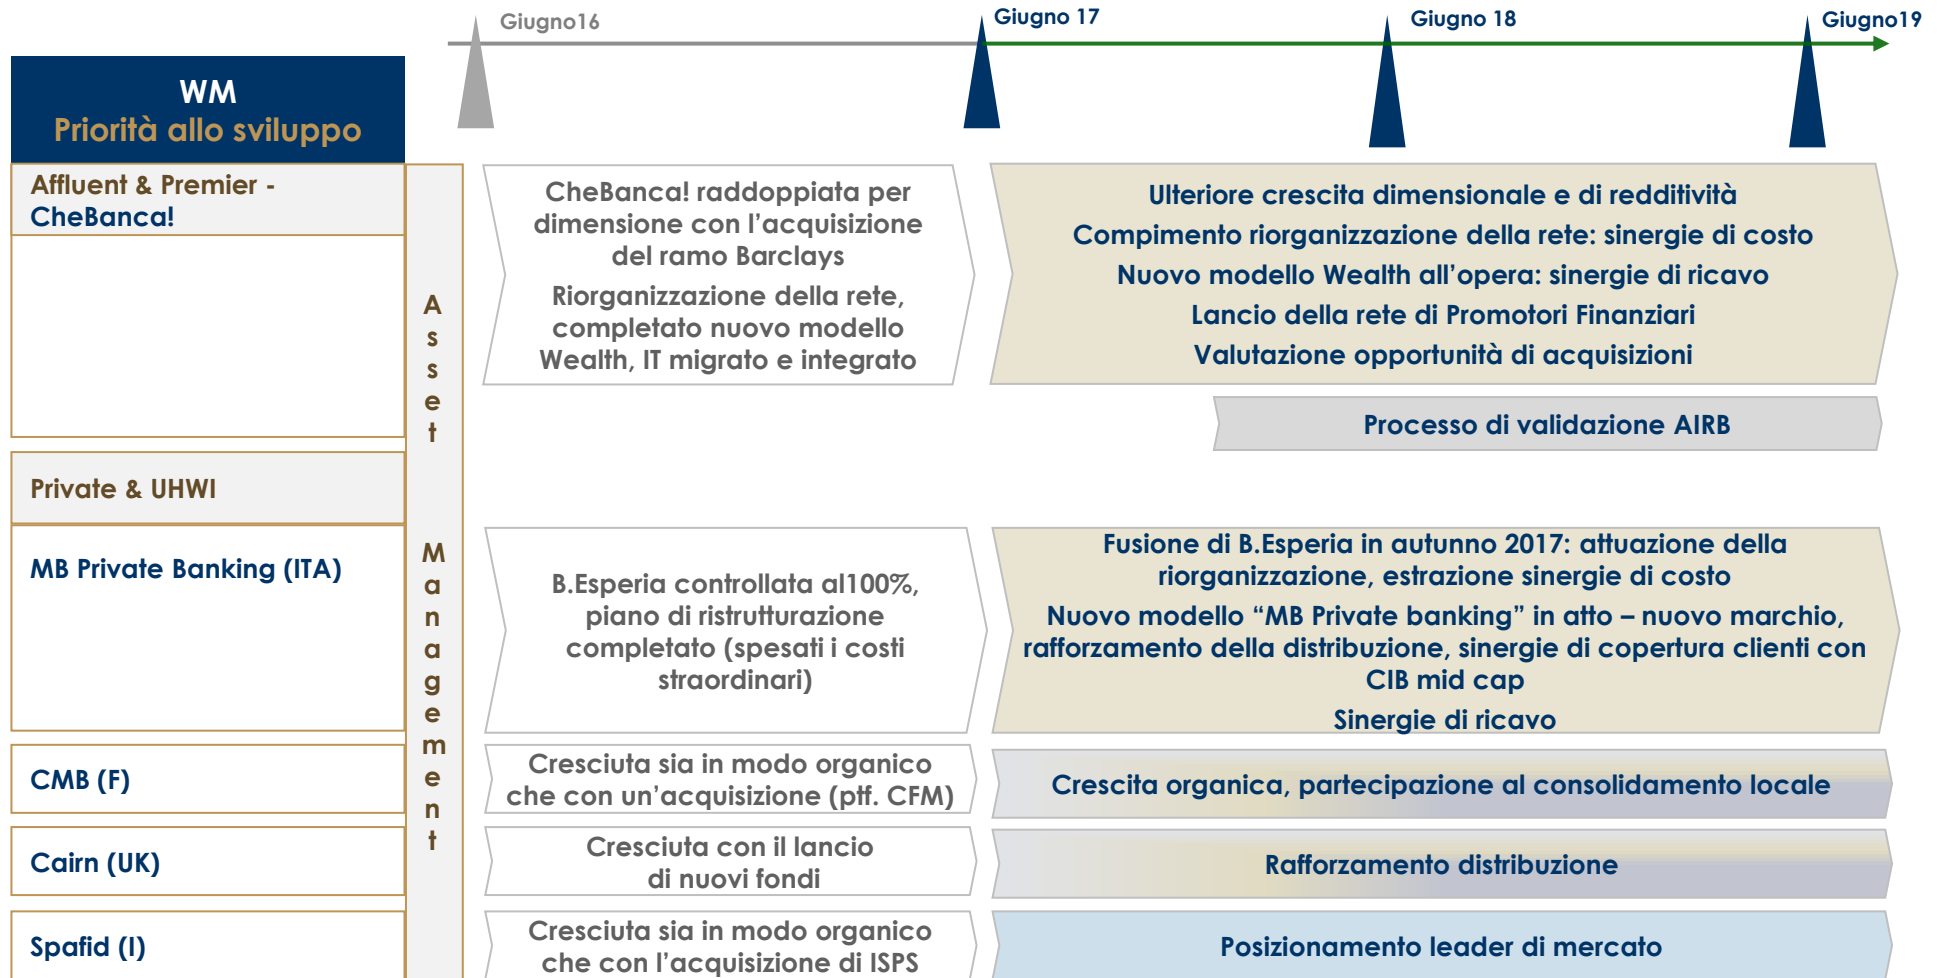 Giugno16
Giugno 17
Giugno 18
Giugno19
WM
Priorità allo sviluppo
Affluent & Premier -
CheBanca!
Asset
Management
CheBanca! raddoppiata per
dimensione con l’acquisizione
del ramo Barclays
Riorganizzazione della rete,
completato nuovo modello
Wealth, IT migrato e integrato
Ulteriore crescita dimensionale e di redditività
Compimento riorganizzazione della rete: sinergie di costo
Nuovo modello Wealth all’opera: sinergie di ricavo
Lancio della rete di Promotori Finanziari
Valutazione opportunità di acquisizioni
Processo di validazione AIRB
Private & UHWI
MB Private Banking (ITA)
B.Esperia controllata al100%,
piano di ristrutturazione
completato (spesati i costi
straordinari)
Fusione di B.Esperia in autunno 2017: attuazione della
riorganizzazione, estrazione sinergie di costo
Nuovo modello “MB Private banking” in atto – nuovo marchio,
rafforzamento della distribuzione, sinergie di copertura clienti con
CIB mid cap
Sinergie di ricavo
CMB (F)
Cresciuta sia in modo organico
che con un’acquisizione (ptf. CFM)
Crescita organica, partecipazione al consolidamento locale
Cairn (UK)
Cresciuta con il lancio
di nuovi fondi
Rafforzamento distribuzione
Spafid (I)
Cresciuta sia in modo organico
che con l’acquisizione di ISPS
Posizionamento leader di mercato